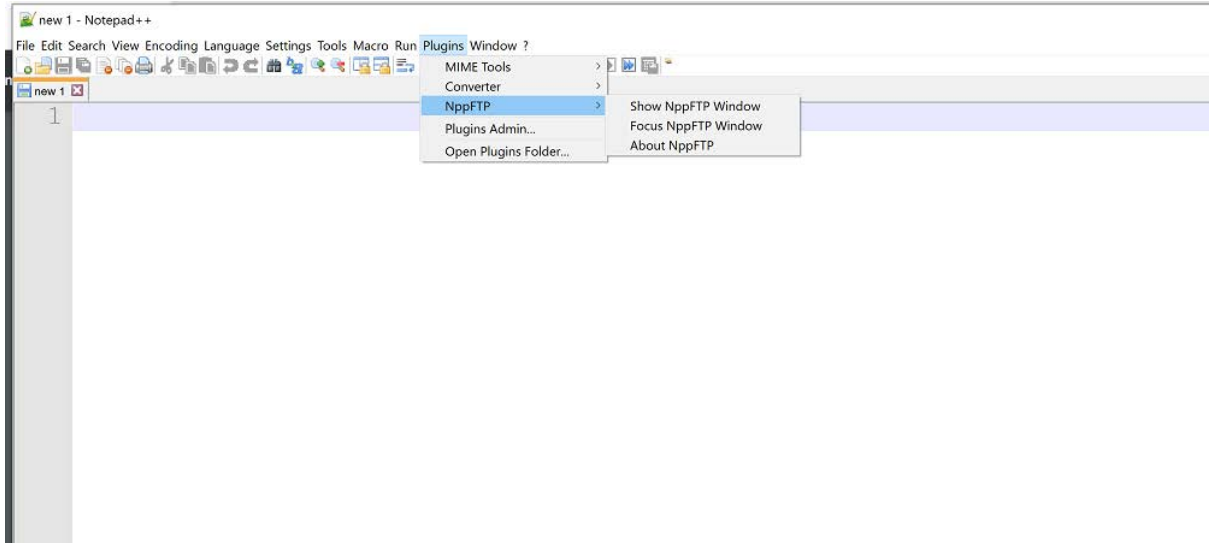 new 1 - Notepad++
File Edit Search View Encoding Language Settings Tools Macro Run Plugins Window ?
new 1
1
MIME Tools
Converter
NppFTP
Plugins Admin...
Open Plugins Folder...
Show NppFTP Window
Focus NppFTP Window
About NppFTP